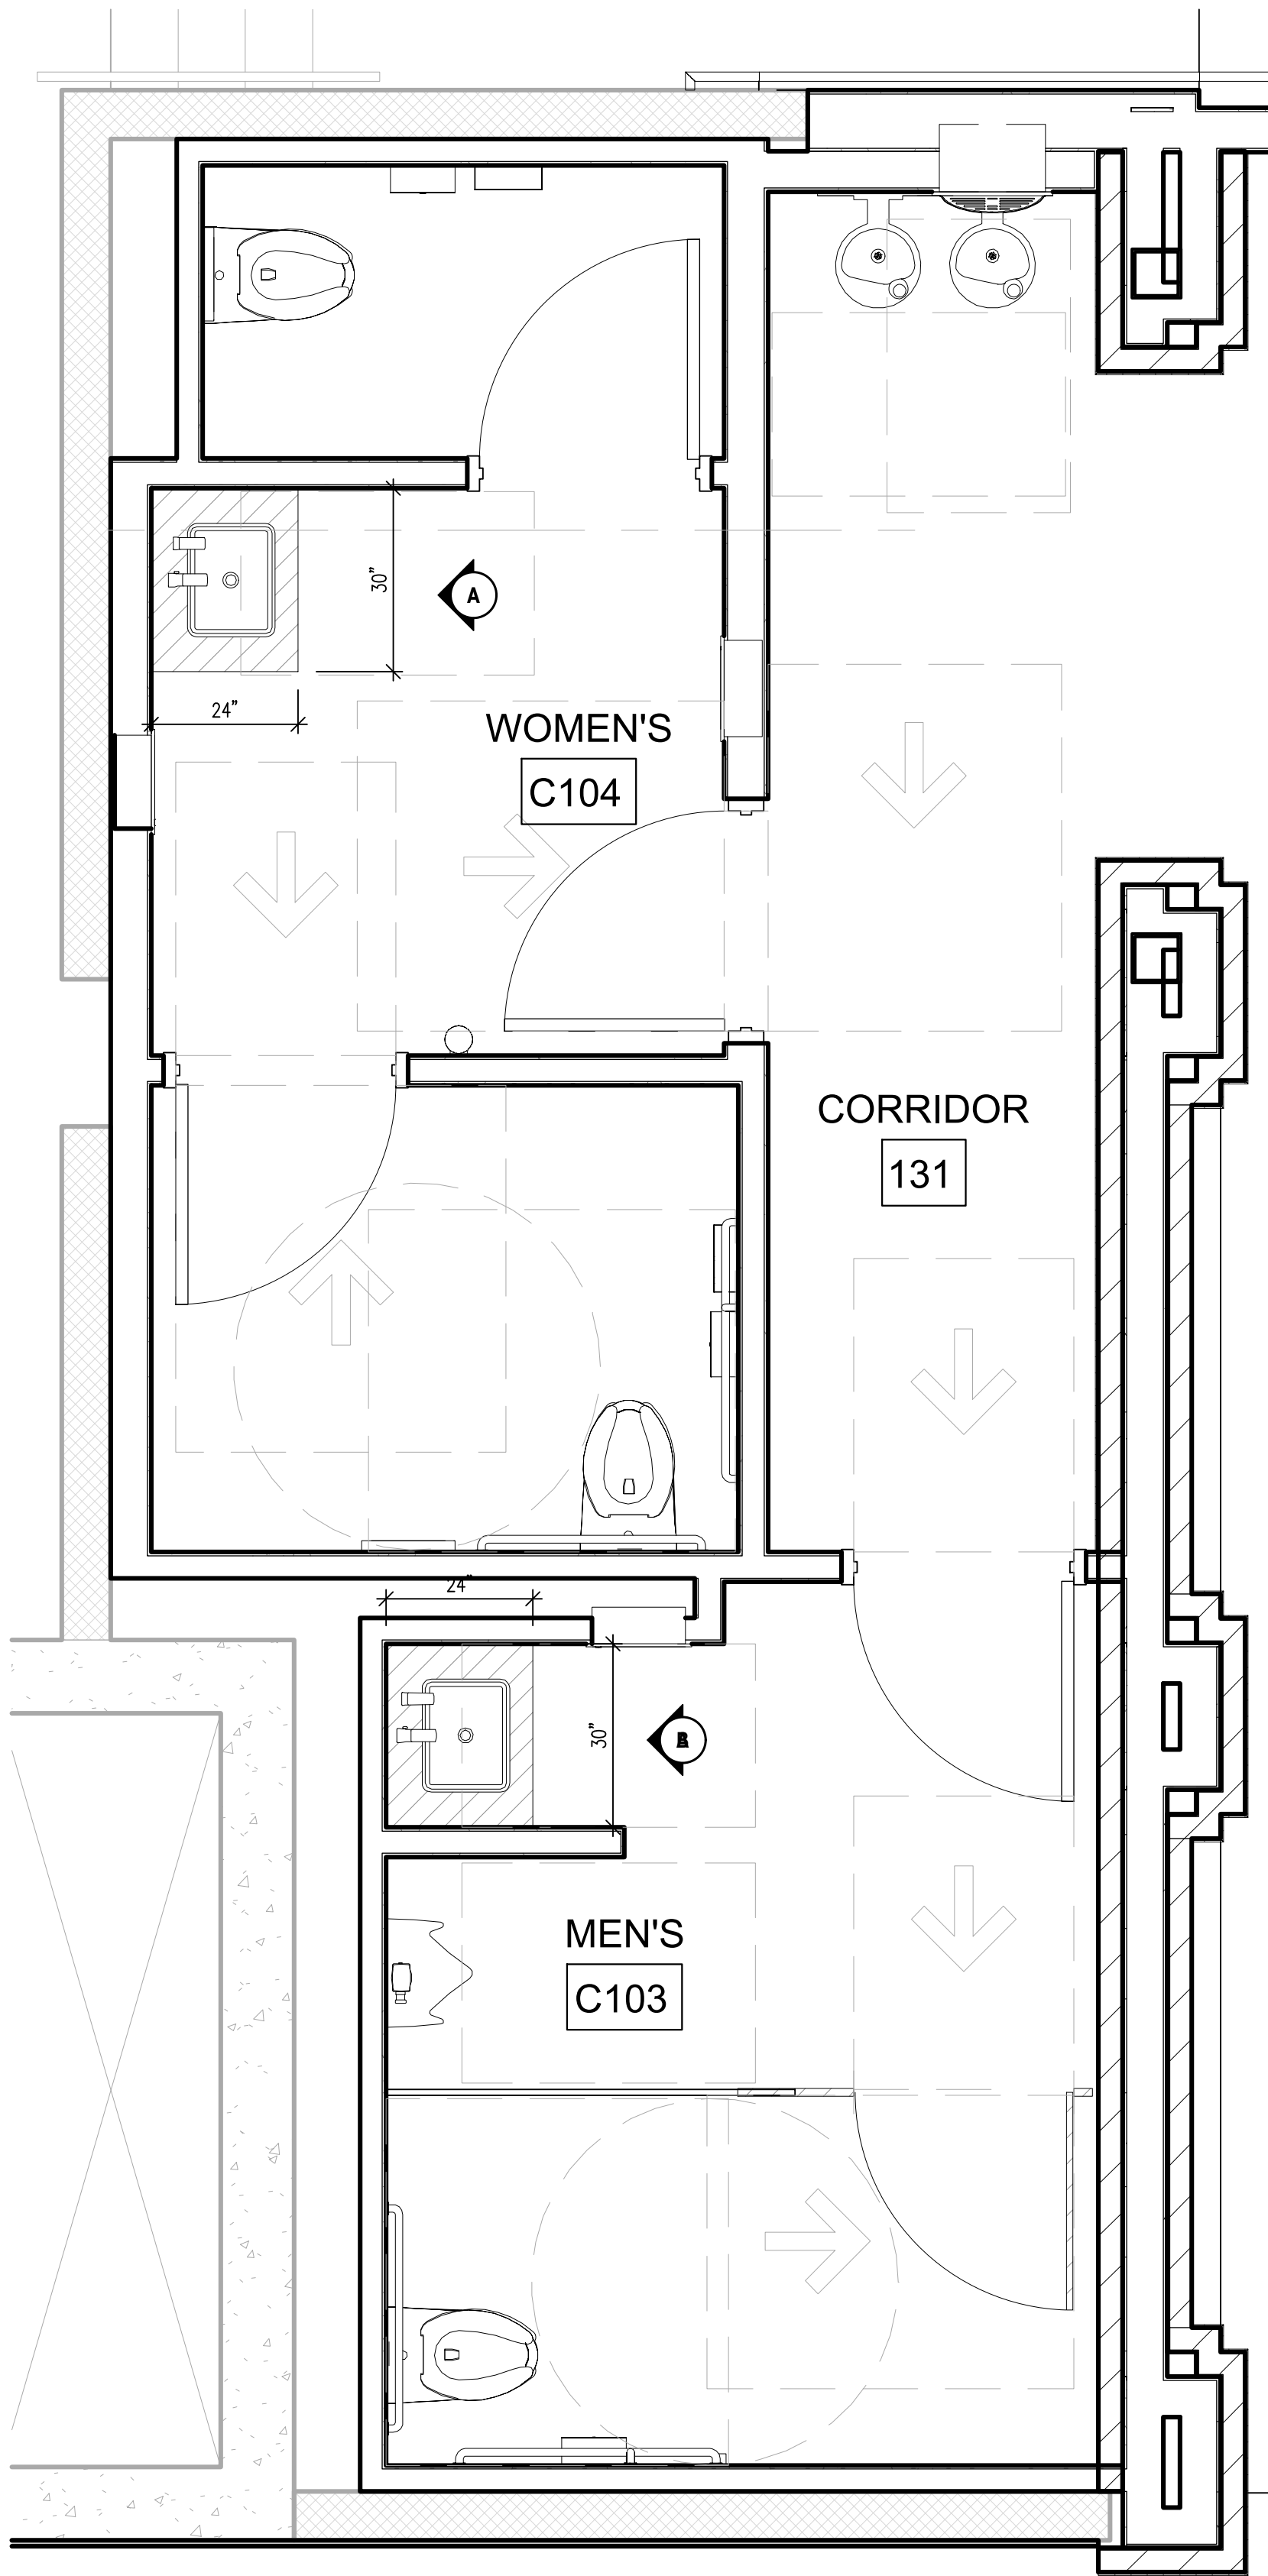 30"
A
24"
WOMEN'S
C104
CORRIDOR
131
24"
30"
B
MEN'S
C103